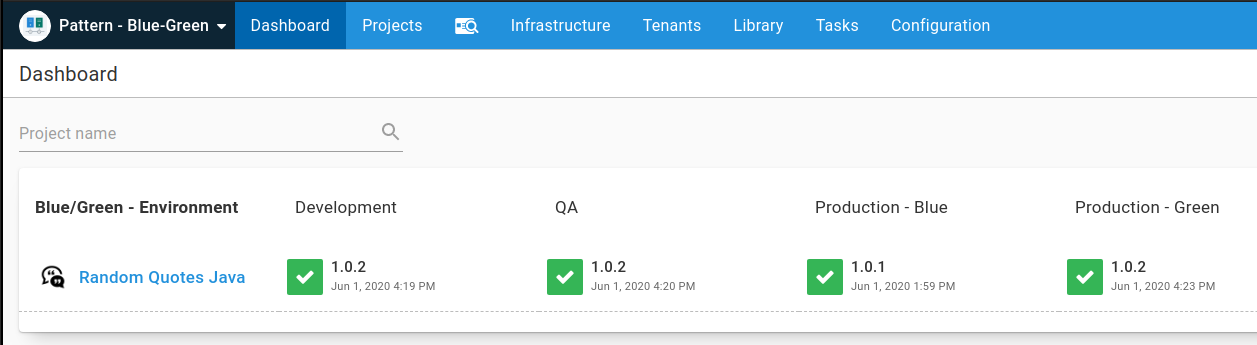 Pattern - Blue-Green Dashboard Projects Infrastructure Tenants Library Tasks Configuration
Dashboard
Project name
Blue/Green - Environment Development QA Production - Blue Production - Green
Random Quotes Java 1.0.2 1.0.2 1.0.1 1.0.2
Jun 1, 2020 4:19 PM Jun 1, 2020 4:20 PM Jun 1, 2020 1:59 PM Jun 1, 2020 4:23 PM